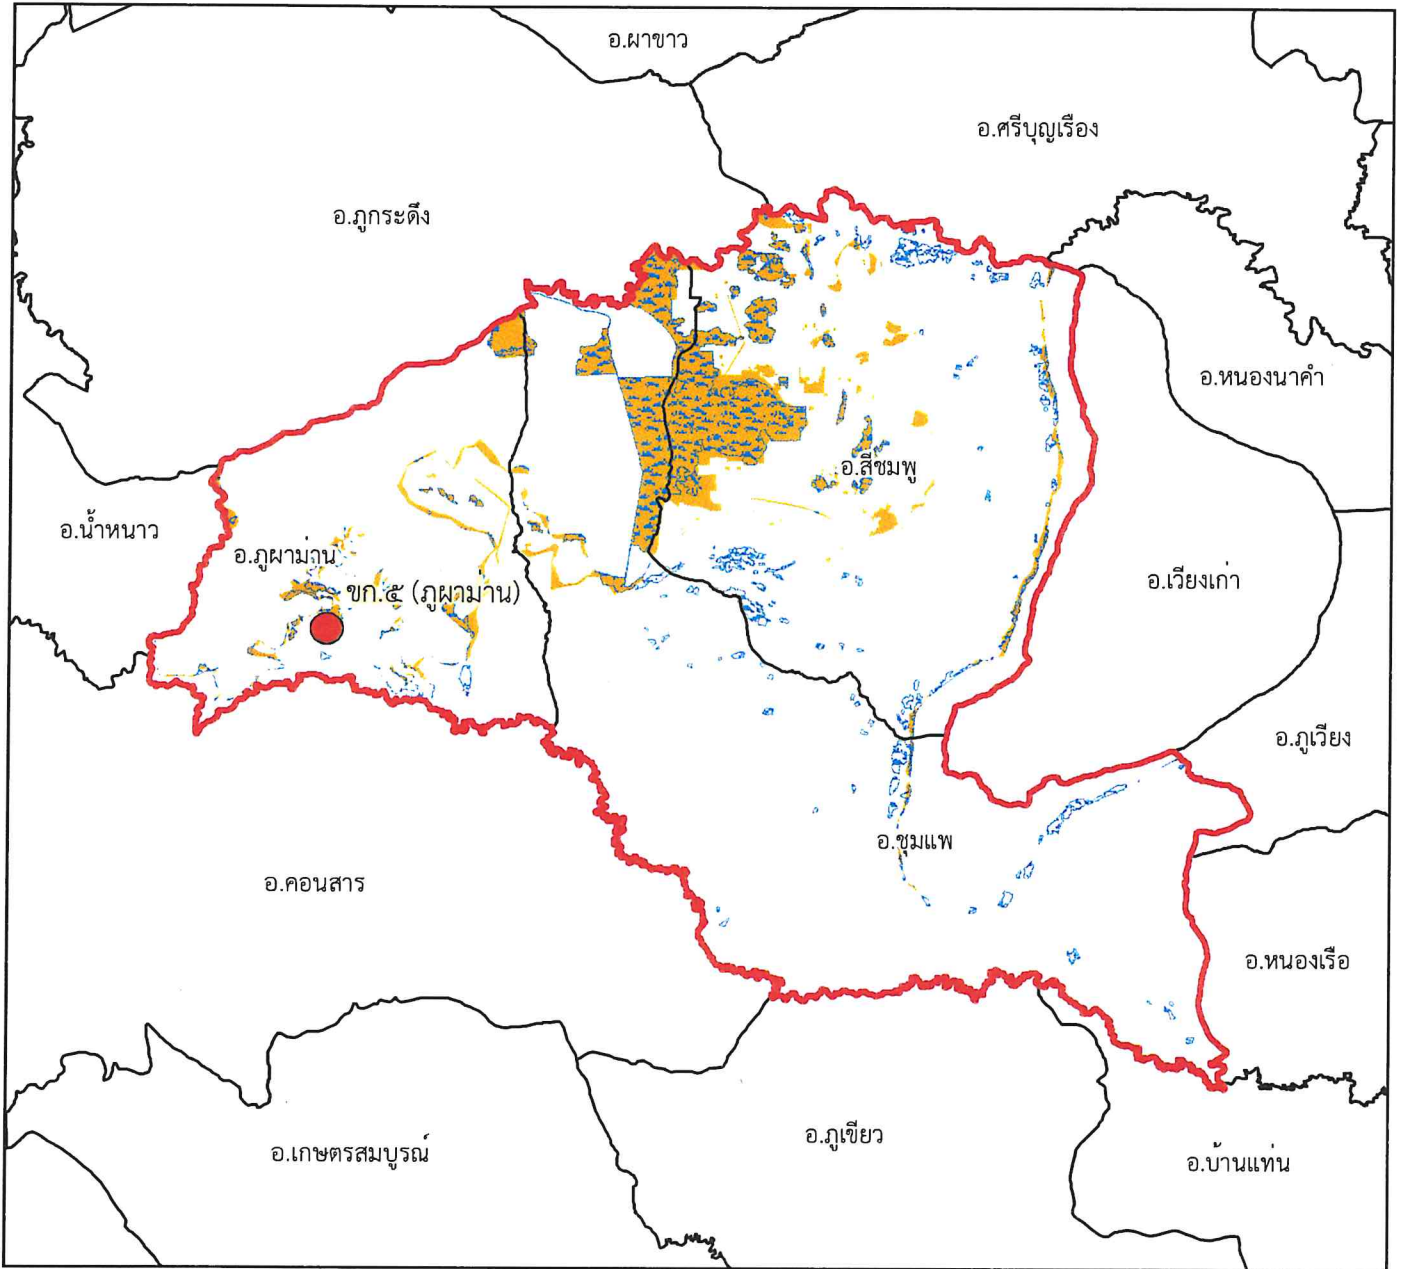 อ.ผาขาว
อ.ศรีบุญเรือง
อ.ภูกระดึง
อ.หนองนาคำ
อ.สีชมพู
อ.น้ำหนาว
อ.ภูผาม่าน
อ.เวียงเก่า
ขก.๕ (ภูผาม่าน)
อ.ภูเวียง
อ.ชุมแพ
อ.คอนสาร
อ.หนองเรือ
อ.ภูเขียว
อ.เกษตรสมบูรณ์
อ.บ้านแท่น